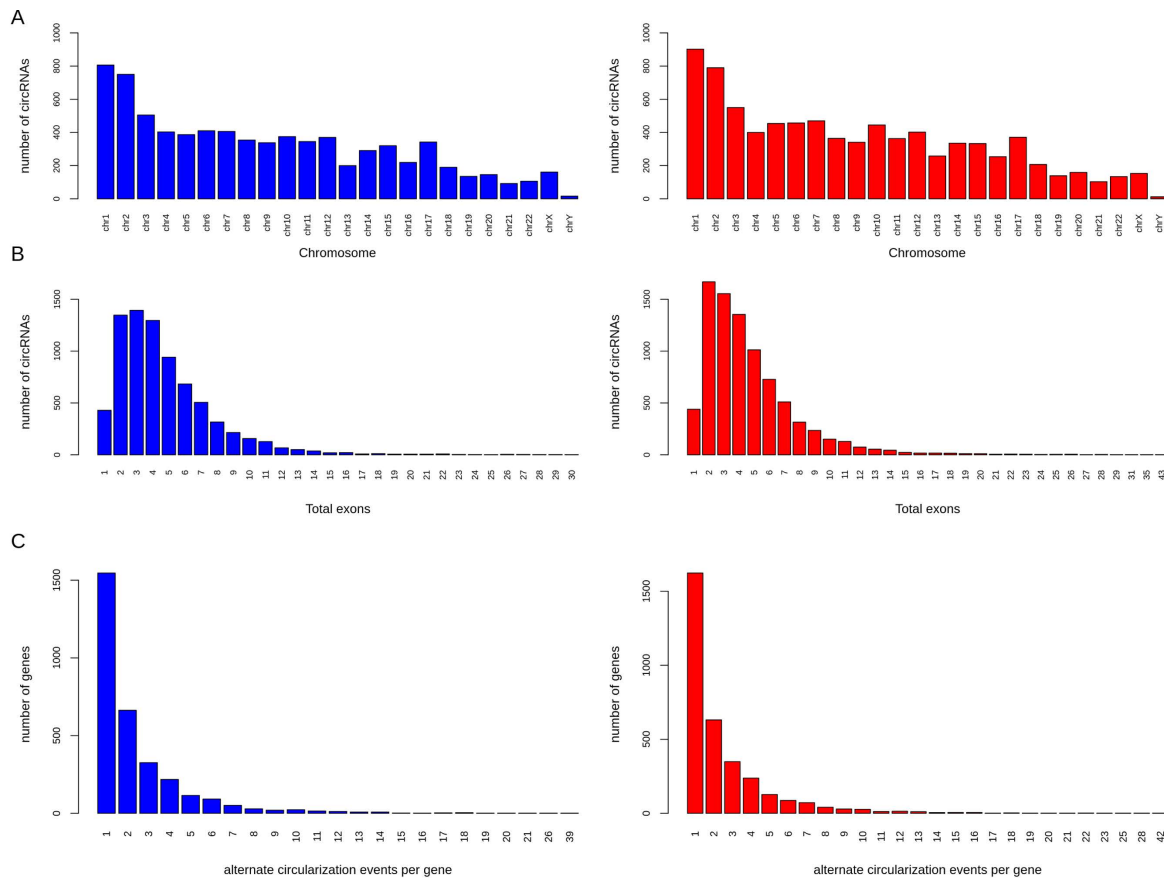 A
number of circRNAs
0 200 400 600 800 1000
chr1 chr2 chr3 chr4 chr5 chr6 chr7 chr8 chr9 chr10 chr11 chr12 chr13 chr14 chr15 chr16 chr17 chr18 chr19 chr20 chr21 chr22 chrX chrY
Chromosome
number of circRNAs
0 200 400 600 800 1000
chr1 chr2 chr3 chr4 chr5 chr6 chr7 chr8 chr9 chr10 chr11 chr12 chr13 chr14 chr15 chr16 chr17 chr18 chr19 chr20 chr21 chr22 chrX chrY
Chromosome
B
number of circRNAs
0 500 1000 1500
1 2 3 4 5 6 7 8 9 10 11 12 13 14 15 16 17 18 19 20 21 22 23 24 25 26 27 28 29 30
Total exons
number of circRNAs
0 500 1000 1500
1 2 3 4 5 6 7 8 9 10 11 12 13 14 15 16 17 18 19 20 21 22 23 24 25 26 27 28 29 31 35 43
Total exons
C
number of genes
0 500 1000 1500
1 2 3 4 5 6 7 8 9 10 11 12 13 14 15 16 17 18 19 20 21 26 39
alternate circularization events per gene
number of genes
0 500 1000 1500
1 2 3 4 5 6 7 8 9 10 11 12 13 14 15 16 17 18 19 20 21 22 23 25 28 42
alternate circularization events per gene